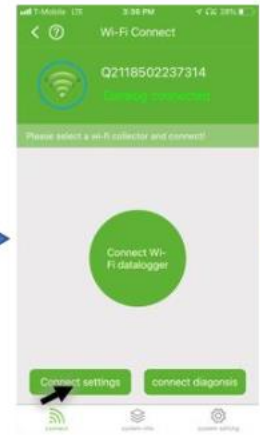 T-Mobile LTE 3:38 PM 28%
Wi-Fi Connect
Q2118502237314
Datalog connected
Please select a wi-fi collector and connect!
Connect Wi-
Fi datalogger
Connect settings connect diagonsis
connect system info system setting